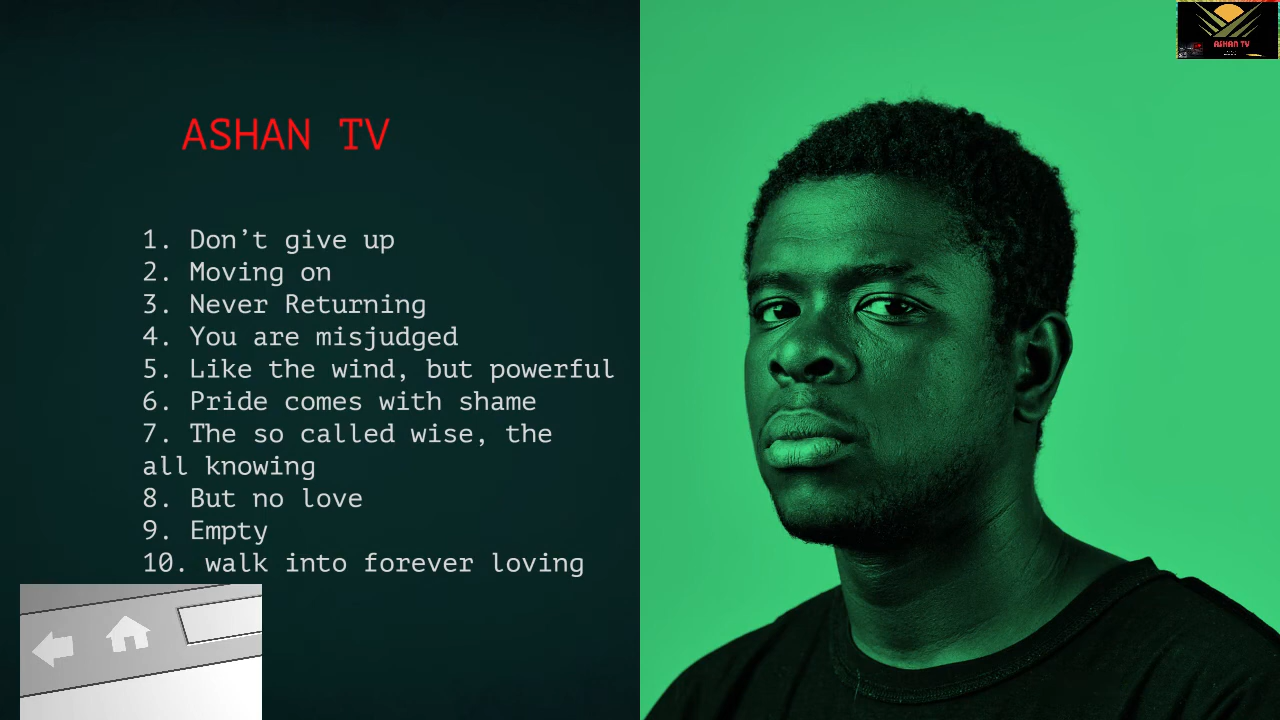 ASHAN TV
ASHAN TV
1. Don’t give up
2. Moving on
3. Never Returning
4. You are misjudged
5. Like the wind, but powerful
6. Pride comes with shame
7. The so called wise, the
all knowing
8. But no love
9. Empty
10. walk into forever loving